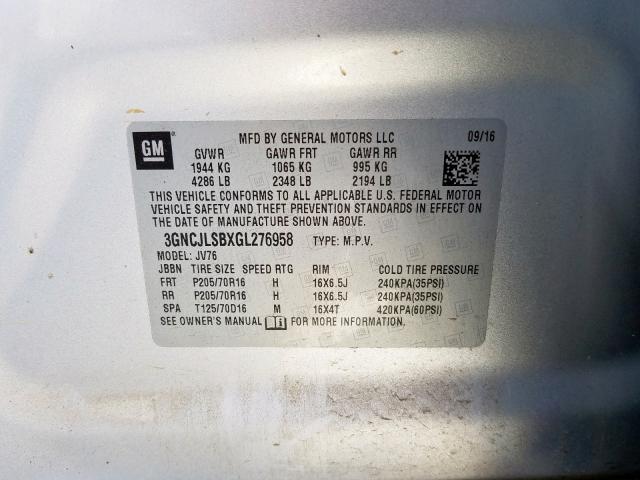 GM ®
MFD BY GENERAL MOTORS LLC 09/16
GVWR GAWR FRT GAWR RR
1944 KG 1065 KG 995 KG
4286 LB 2348 LB 2194 LB
THIS VEHICLE CONFORMS TO ALL APPLICABLE U.S. FEDERAL MOTOR
VEHICLE SAFETY AND THEFT PREVENTION STANDARDS IN EFFECT ON
THE DATE OF MANUFACTURE SHOWN ABOVE.
3GNCJLSBXGL276958 TYPE: M.P.V.
MODEL: JV76
JBBN TIRE SIZE SPEED RTG RIM COLD TIRE PRESSURE
FRT P205/70R16 H 16X6.5J 240KPA(35PSI)
RR P205/70R16 H 16X6.5J 240KPA(35PSI)
SPA T125/70D16 M 16X4T 420KPA(60PSI)
SEE OWNER'S MANUAL FOR MORE INFORMATION.